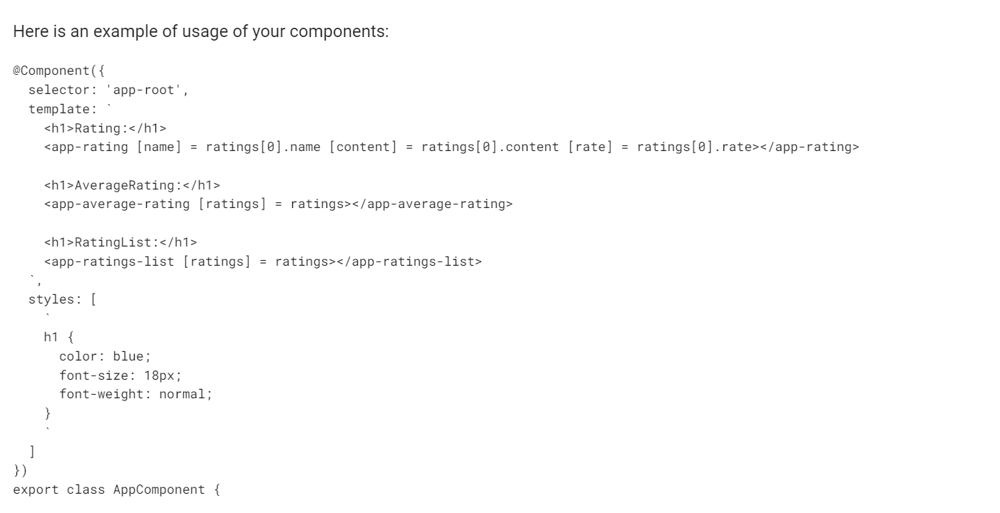 Here is an example of usage of your components:
@Component({
  selector: 'app-root',
  template: `
    <h1>Rating:</h1>
    <app-rating [name] = ratings[0].name [content] = ratings[0].content [rate] = ratings[0].rate></app-rating>

    <h1>AverageRating:</h1>
    <app-average-rating [ratings] = ratings></app-average-rating>

    <h1>RatingList:</h1>
    <app-ratings-list [ratings] = ratings></app-ratings-list>
  `,
  styles: [
    `
    h1 {
      color: blue;
      font-size: 18px;
      font-weight: normal;
    }
    `
  ]
})
export class AppComponent {